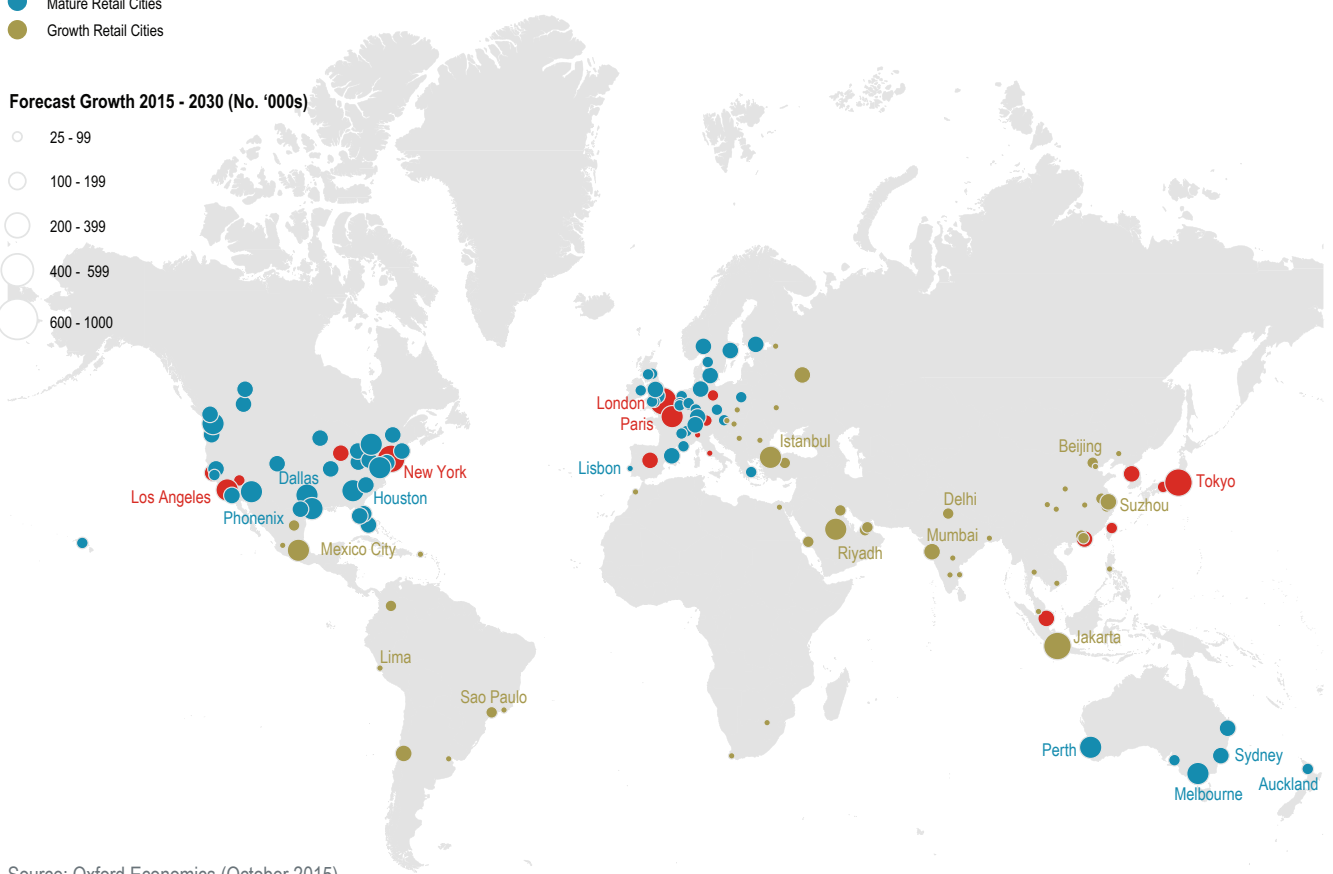 Mature Retail Cities
Growth Retail Cities
Forecast Growth 2015 - 2030 (No. ‘000s)
25 - 99
100 - 199
200 - 399
400 - 599
600 - 1000
London
Paris
Istanbul
Beijing
Lisbon
New York
Tokyo
Dallas
Los Angeles
Houston
Delhi
Suzhou
Phonenix
Mumbai
Mexico City
Riyadh
Jakarta
Lima
Sao Paulo
Perth
Sydney
Auckland
Melbourne
Source: Oxford Economics (October 2015)